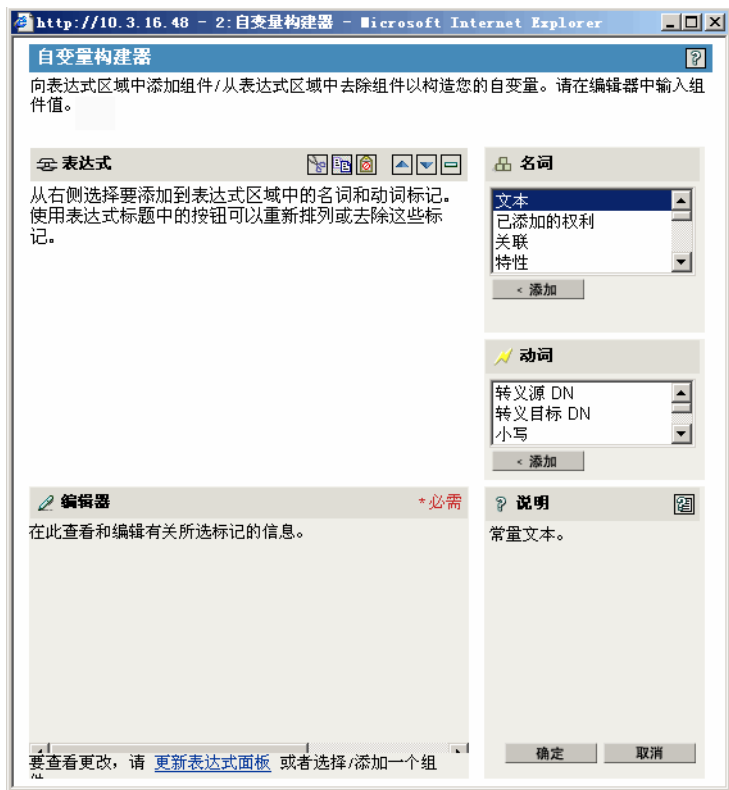 http://10.3.16.48 - 2:自变量构建器 - Microsoft Internet Explorer
自变量构建器
向表达式区域中添加组件/从表达式区域中去除组件以构造您的自变量。请在编辑器中输入组
件值。
表达式
从右侧选择要添加到表达式区域中的名词和动词标记。
使用表达式标题中的按钮可以重新排列或去除这些标
记。
名词
文本
已添加的权利
关联
特性
< 添加
动词
转义源 DN
转义目标 DN
小写
< 添加
编辑器 *必需
在此查看和编辑有关所选标记的信息。
说明
常量文本。
要查看更改，请 更新表达式面板 或者选择/添加一个组
确定 取消